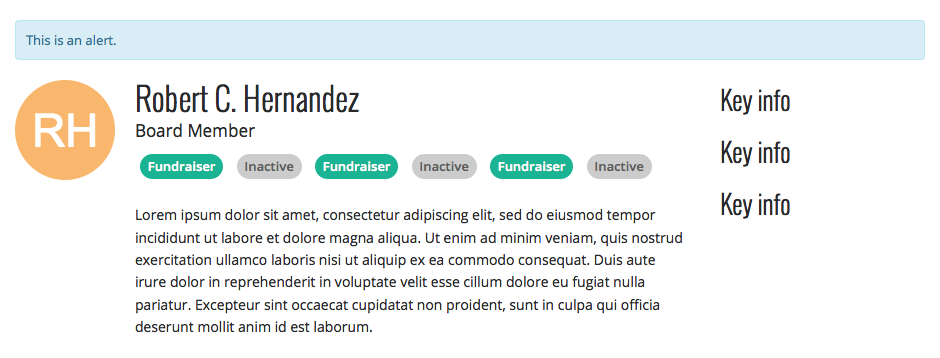 This is an alert.
RH
Robert C. Hernandez
Board Member
Fundraiser Inactive Fundraiser Inactive Fundraiser Inactive
Lorem ipsum dolor sit amet, consectetur adipiscing elit, sed do eiusmod tempor
incididunt ut labore et dolore magna aliqua. Ut enim ad minim veniam, quis nostrud
exercitation ullamco laboris nisi ut aliquip ex ea commodo consequat. Duis aute
irure dolor in reprehenderit in voluptate velit esse cillum dolore eu fugiat nulla
pariatur. Excepteur sint occaecat cupidatat non proident, sunt in culpa qui officia
deserunt mollit anim id est laborum.
Key info
Key info
Key info